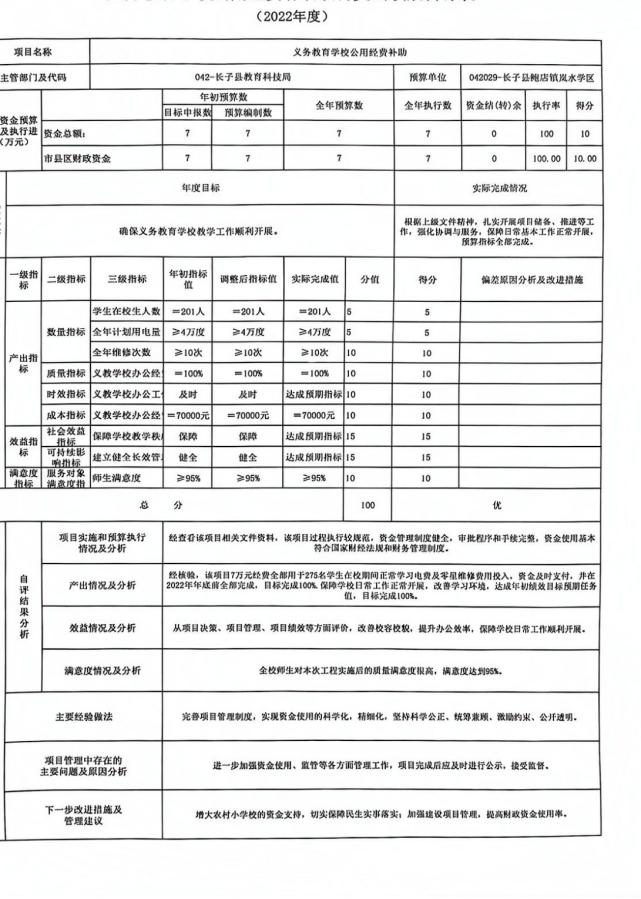 （2022年度）
项目名称 义务教育学校公用经费补助
主管部门及代码 042-长子县教育科技局 预算单位 042029-长子县鲍店镇岚水学区
资金预算及执行进（万元） 年初预算数 全年预算数 全年执行数 资金结(转)余 执行率 得分
目标申报数 预算编制数
资金总额： 7 7 7 7 0 100 10
市县区财政资金 7 7 7 7 0 100.00 10.00
年度目标 实际完成情况
确保义务教育学校教学工作顺利开展。
根据上级文件精神，扎实开展项目储备、推进等工
作，强化协调与服务，保障日常基本工作正常开展，
预算指标全部完成。
一级指标 二级指标 三级指标 年初指标值 调整后指标值 实际完成值 分值 得分 偏差原因分析及改进措施
产出指标 数量指标 学生在校生人数 ＝201人 ＝201人 ＝201人 5 5
全年计划用电量 ≥4万度 ≥4万度 ≥4万度 5 5
全年维修次数 ≥10次 ≥10次 ≥10次 10 10
质量指标 义教学校办公经 ＝100% ＝100% ＝100% 10 10
时效指标 义教学校办公工 及时 及时 达成预期指标 10 10
成本指标 义教学校办公经 ＝70000元 ＝70000元 ＝70000元 10 10
效益指标 社会效益指标 保障学校教学秩 保障 保障 达成预期指标 15 15
可持续影响指标 建立健全长效管 健全 健全 达成预期指标 15 15
满意度指标 服务对象满意度指 师生满意度 ≥95% ≥95% ≥95% 10 10
总 分 100 优
自评结果分析
项目实施和预算执行
情况及分析
经查看该项目相关文件资料，该项目过程执行较规范，资金管理制度健全，审批程序和手续完整，资金使用基本
符合国家财经法规和财务管理制度。
产出情况及分析
经核验，该项目7万元经费全部用于275名学生在校期间正常学习电费及零星维修费用投入，资金及时支付，并在
2022年年底前全部完成，目标完成100%.保障学校日常工作正常开展，改善学习环境，达成年初绩效目标预期任务
值，目标完成100%。
效益情况及分析
从项目决策、项目管理、项目绩效等方面评价，改善校容校貌，提升办公效率，保障学校日常工作顺利开展。
满意度情况及分析
全校师生对本次工程实施后的质量满意度很高，满意度达到95%。
主要经验做法
完善项目管理制度，实现资金使用的科学化，精细化，坚持科学公正、统筹兼顾、激励约束、公开透明。
项目管理中存在的
主要问题及原因分析
进一步加强资金使用、监管等各方面管理工作，项目完成后应及时进行公示，接受监督。
下一步改进措施及
管理建议
增大农村小学校的资金支持，切实保障民生实事落实；加强建设项目管理，提高财政资金使用率。